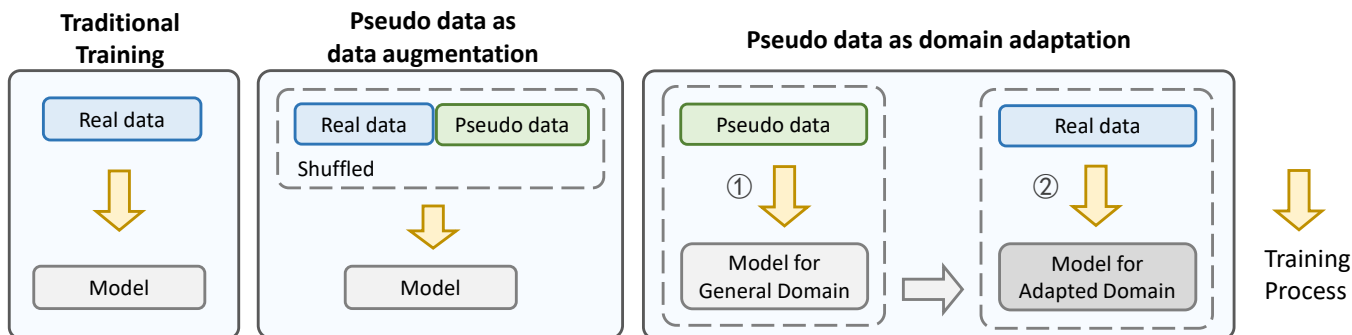 Traditional
Training
Real data
Model
Pseudo data as
data augmentation
Real data
Pseudo data
Shuffled
Model
Pseudo data as domain adaptation
Pseudo data
①
Model for
General Domain
Real data
②
Model for
Adapted Domain
Training
Process